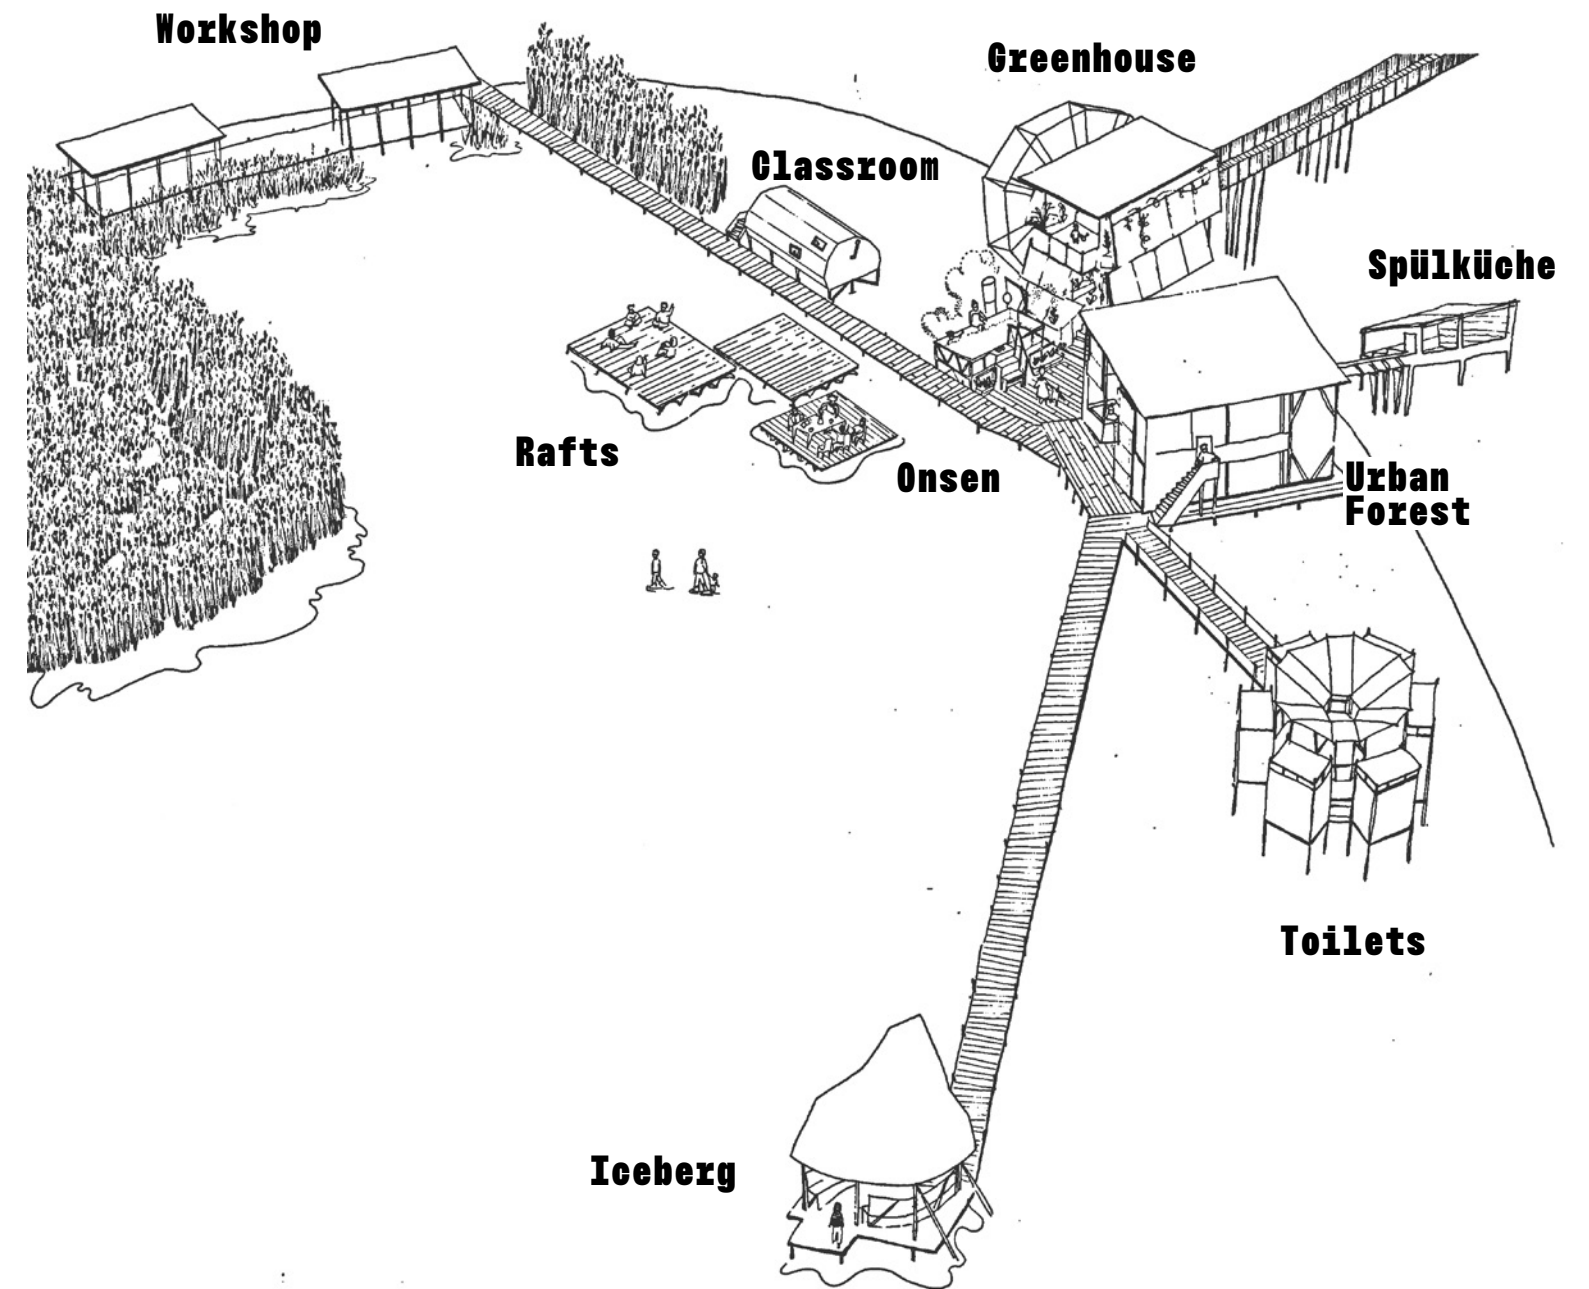 Workshop
Greenhouse
Classroom
Spülküche
Rafts
Onsen
Urban
Forest
Toilets
Iceberg